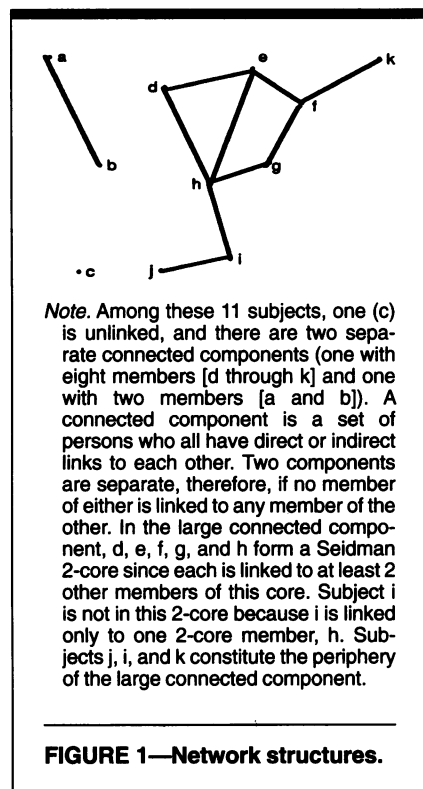 a
e
k
d
f
b
g
h
i
c
j
Note. Among these 11 subjects, one (c)
is unlinked, and there are two sepa-
rate connected components (one with
eight members [d through k] and one
with two members [a and b]). A
connected component is a set of
persons who all have direct or indirect
links to each other. Two components
are separate, therefore, if no member
of either is linked to any member of the
other. In the large connected compo-
nent, d, e, f, g, and h form a Seidman
2-core since each is linked to at least 2
other members of this core. Subject i
is not in this 2-core because i is linked
only to one 2-core member, h. Sub-
jects j, i, and k constitute the periphery
of the large connected component.
FIGURE 1—Network structures.